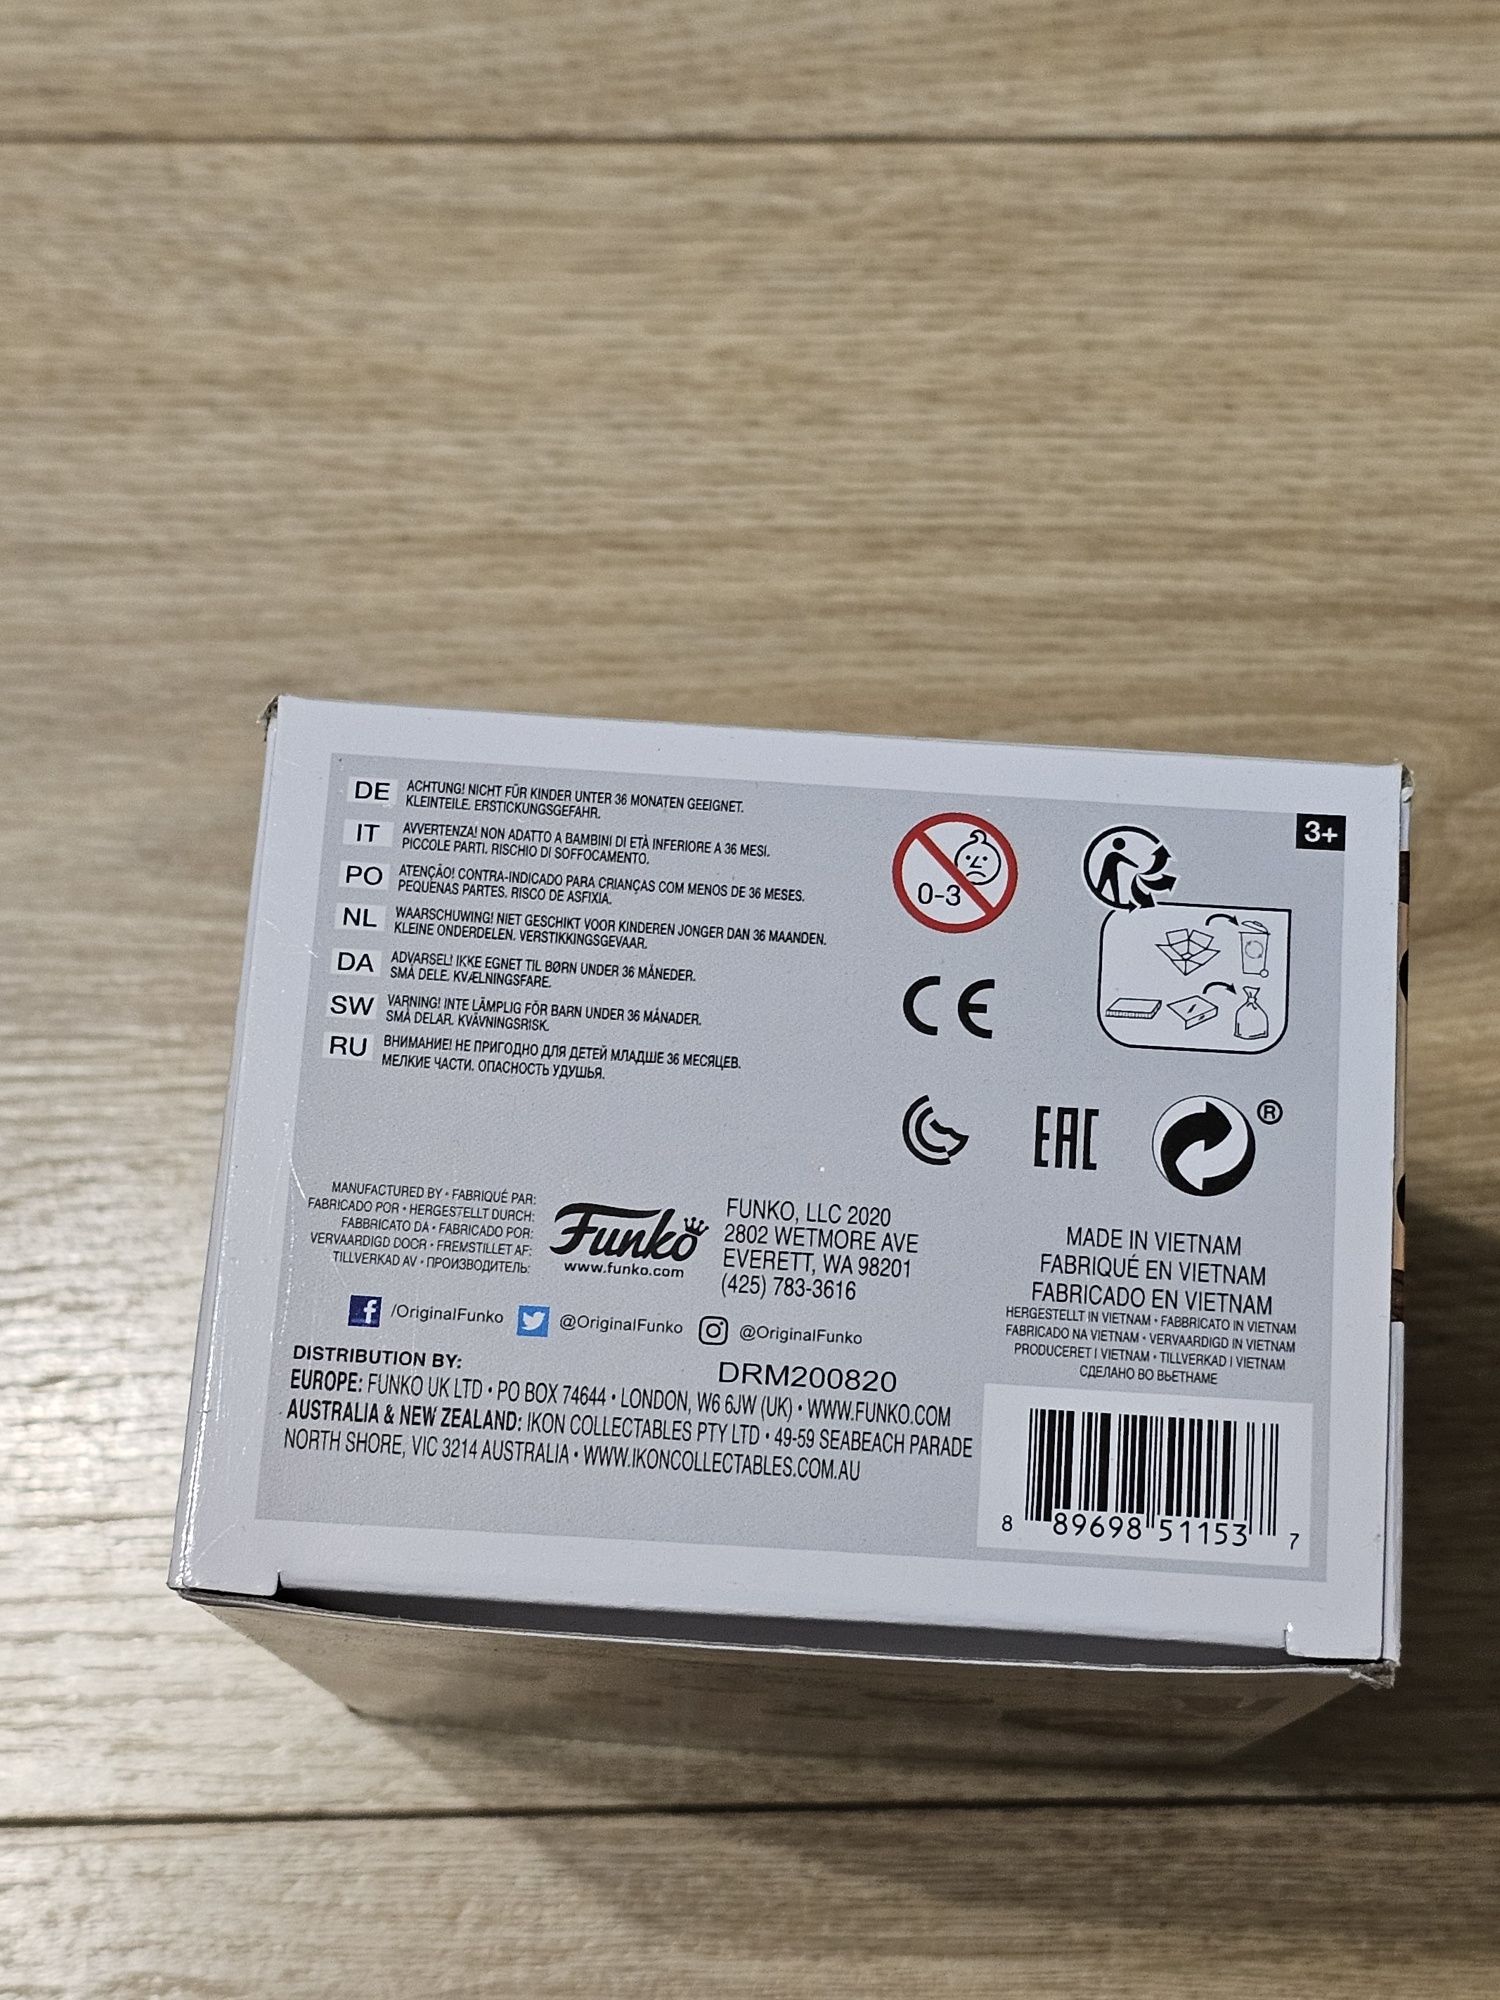 DE ACHTUNG! NICHT FÜR KINDER UNTER 36 MONATEN GEEIGNET.
KLEINTEILE. ERSTICKUNGSGEFAHR.
IT AVVERTENZA! NON ADATTO A BAMBINI DI ETÀ INFERIORE A 36 MESI.
PICCOLE PARTI. RISCHIO DI SOFFOCAMENTO.
PO ATENÇÃO! CONTRA-INDICADO PARA CRIANÇAS COM MENOS DE 36 MESES.
PEQUENAS PARTES. RISCO DE ASFIXIA.
NL WAARSCHUWING! NIET GESCHIKT VOOR KINDEREN JONGER DAN 36 MAANDEN.
KLEINE ONDERDELEN. VERSTIKKINGSGEVAAR.
DA ADVARSEL! IKKE EGNET TIL BØRN UNDER 36 MÅNEDER.
SMÅ DELE. KVÆLNINGSFARE.
SW VARNING! INTE LÄMPLIG FÖR BARN UNDER 36 MÅNADER.
SMÅ DELAR. KVÄVNINGSRISK.
RU ВНИМАНИЕ! НЕ ПРИГОДНО ДЛЯ ДЕТЕЙ МЛАДШЕ 36 МЕСЯЦЕВ.
МЕЛКИЕ ЧАСТИ. ОПАСНОСТЬ УДУШЬЯ.
0-3
3+
CE
EAC
®
MANUFACTURED BY • FABRIQUÉ PAR:
FABRICADO POR • HERGESTELLT DURCH:
FABBRICATO DA • FABRICADO POR:
VERVAARDIGD DOOR • FREMSTILLET AF:
TILLVERKAD AV • ПРОИЗВОДИТЕЛЬ:
Funko
www.funko.com
FUNKO, LLC 2020
2802 WETMORE AVE
EVERETT, WA 98201
(425) 783-3616
/OriginalFunko @OriginalFunko @OriginalFunko
MADE IN VIETNAM
FABRIQUÉ EN VIETNAM
FABRICADO EN VIETNAM
HERGESTELLT IN VIETNAM • FABBRICATO IN VIETNAM
FABRICADO NA VIETNAM • VERVAARDIGD IN VIETNAM
PRODUCERET I VIETNAM • TILLVERKAD I VIETNAM
СДЕЛАНО ВО ВЬЕТНАМЕ
DISTRIBUTION BY:
DRM200820
EUROPE: FUNKO UK LTD • PO BOX 74644 • LONDON, W6 6JW (UK) • WWW.FUNKO.COM
AUSTRALIA & NEW ZEALAND: IKON COLLECTABLES PTY LTD • 49-59 SEABEACH PARADE
NORTH SHORE, VIC 3214 AUSTRALIA • WWW.IKONCOLLECTABLES.COM.AU
8 89698 51153 7